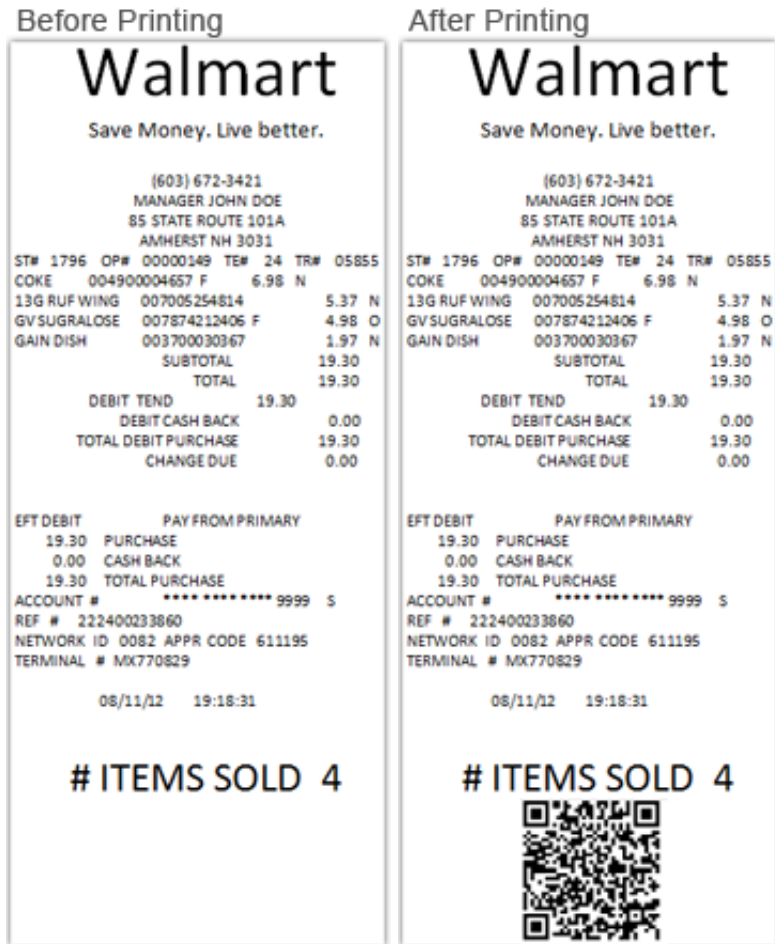 Before Printing
Walmart
Save Money. Live better.
(603) 672-3421
MANAGER JOHN DOE
85 STATE ROUTE 101A
AMHERST NH 3031
ST# 1796 OP# 00000149 TE# 24 TR# 05855
COKE 004900004657 F 6.98 N
13G RUF WING 007005254814 5.37 N
GV SUGRALOSE 007874212406 F 4.98 O
GAIN DISH 003700030367 1.97 N
SUBTOTAL 19.30
TOTAL 19.30
DEBIT TEND 19.30
DEBIT CASH BACK 0.00
TOTAL DEBIT PURCHASE 19.30
CHANGE DUE 0.00
EFT DEBIT PAY FROM PRIMARY
19.30 PURCHASE
0.00 CASH BACK
19.30 TOTAL PURCHASE
ACCOUNT # **** **** **** 9999 S
REF # 222400233860
NETWORK ID 0082 APPR CODE 611195
TERMINAL # MX770829
08/11/12 19:18:31
# ITEMS SOLD 4
After Printing
Walmart
Save Money. Live better.
(603) 672-3421
MANAGER JOHN DOE
85 STATE ROUTE 101A
AMHERST NH 3031
ST# 1796 OP# 00000149 TE# 24 TR# 05855
COKE 004900004657 F 6.98 N
13G RUF WING 007005254814 5.37 N
GV SUGRALOSE 007874212406 F 4.98 O
GAIN DISH 003700030367 1.97 N
SUBTOTAL 19.30
TOTAL 19.30
DEBIT TEND 19.30
DEBIT CASH BACK 0.00
TOTAL DEBIT PURCHASE 19.30
CHANGE DUE 0.00
EFT DEBIT PAY FROM PRIMARY
19.30 PURCHASE
0.00 CASH BACK
19.30 TOTAL PURCHASE
ACCOUNT # **** **** **** 9999 S
REF # 222400233860
NETWORK ID 0082 APPR CODE 611195
TERMINAL # MX770829
08/11/12 19:18:31
# ITEMS SOLD 4